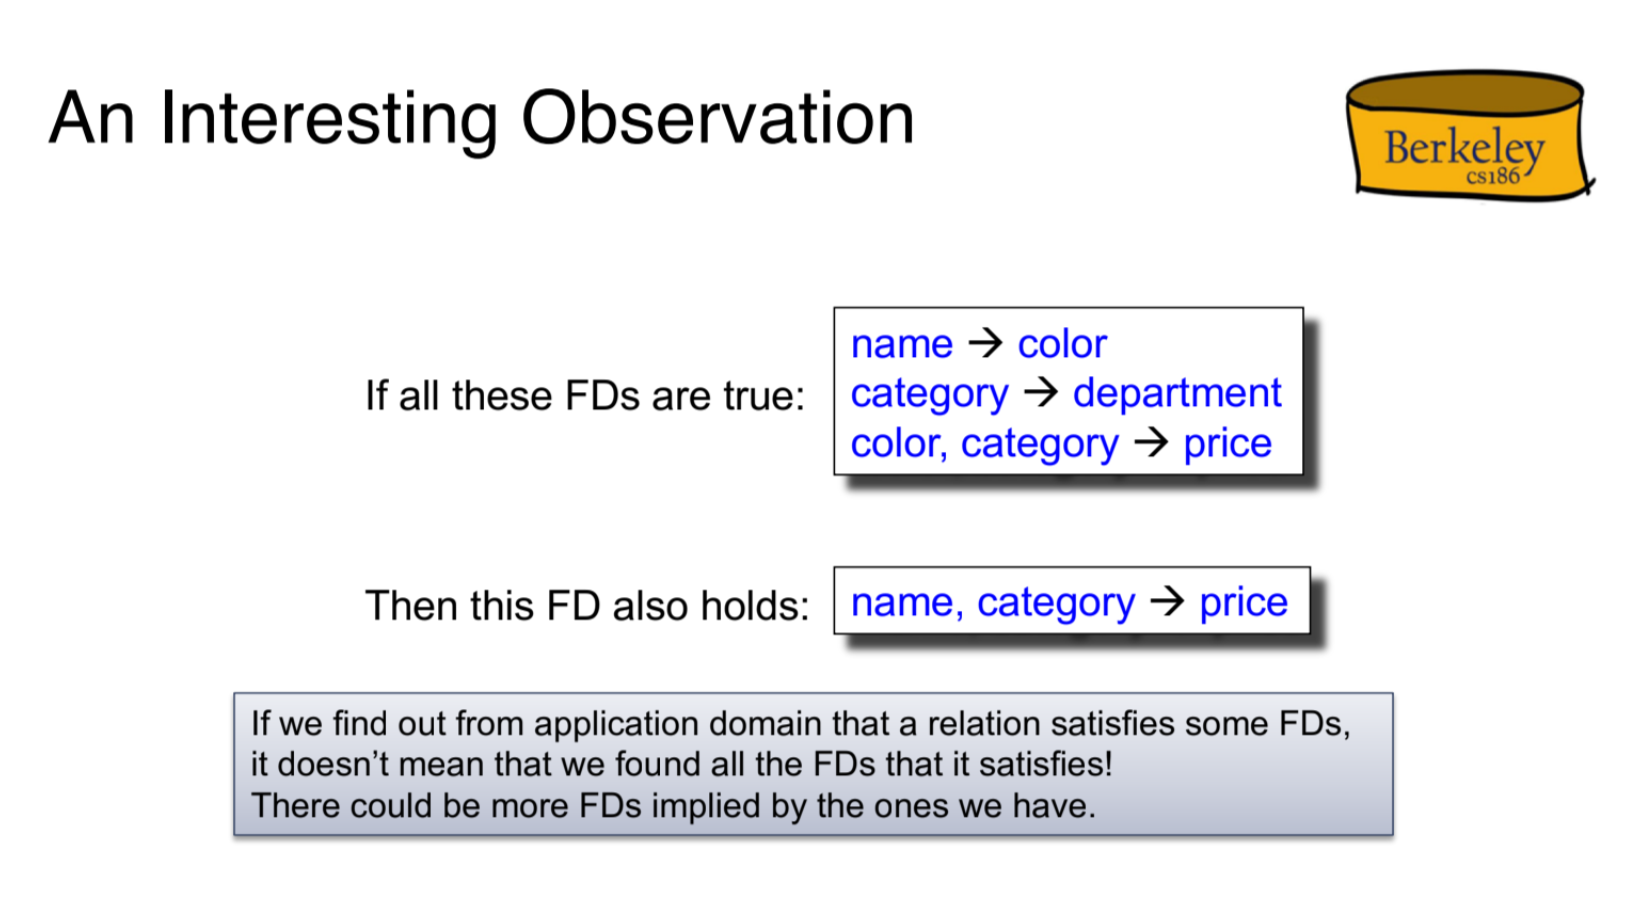 An Interesting Observation
Berkeley
cs186
If all these FDs are true:
name → color
category → department
color, category → price
Then this FD also holds:
name, category → price
If we find out from application domain that a relation satisfies some FDs,
it doesn’t mean that we found all the FDs that it satisfies!
There could be more FDs implied by the ones we have.